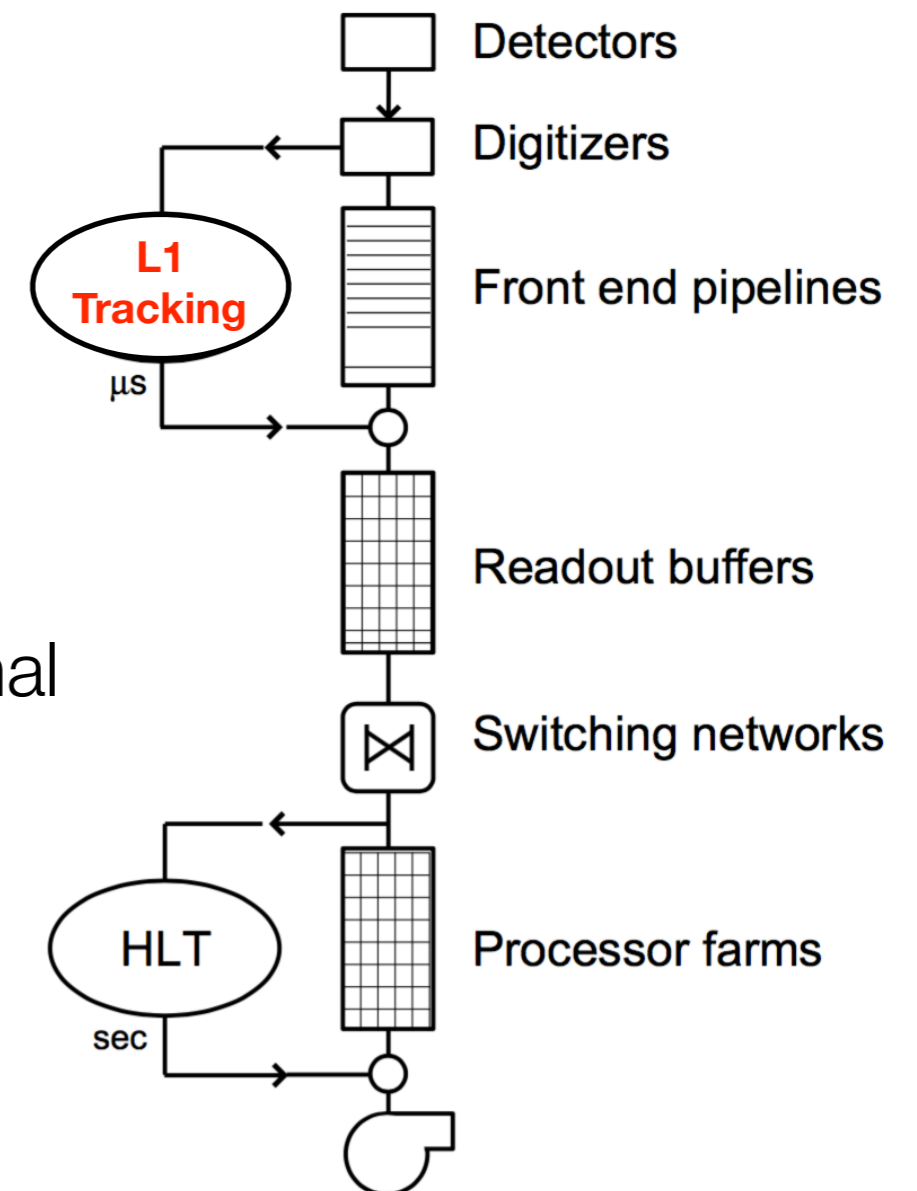 Detectors
Digitizers
L1
Tracking
Front end pipelines
µs
Readout buffers
Switching networks
HLT
Processor farms
sec